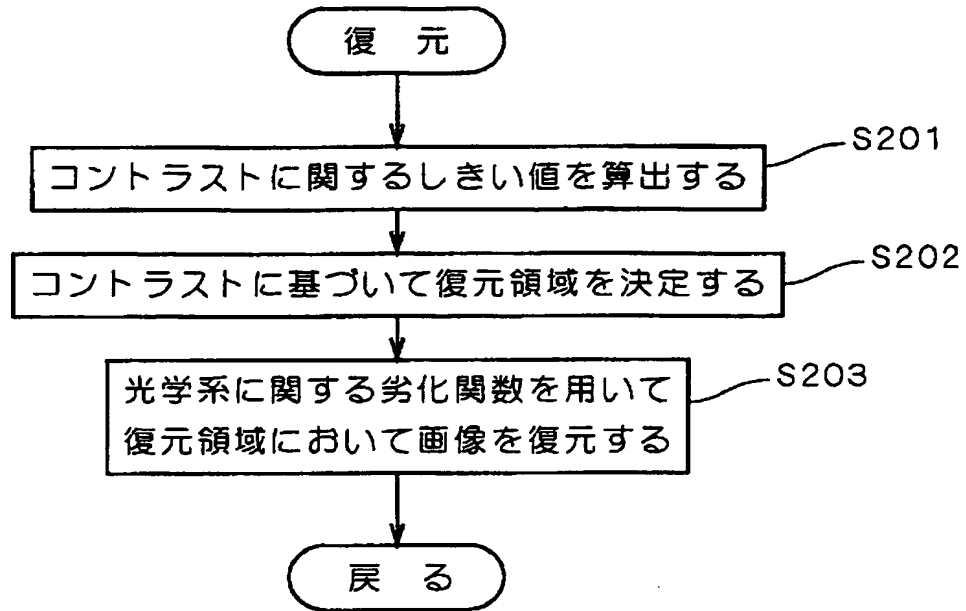 復 元
コントラストに関するしきい値を算出する
S201
コントラストに基づいて復元領域を決定する
S202
光学系に関する劣化関数を用いて
復元領域において画像を復元する
S203
戻 る